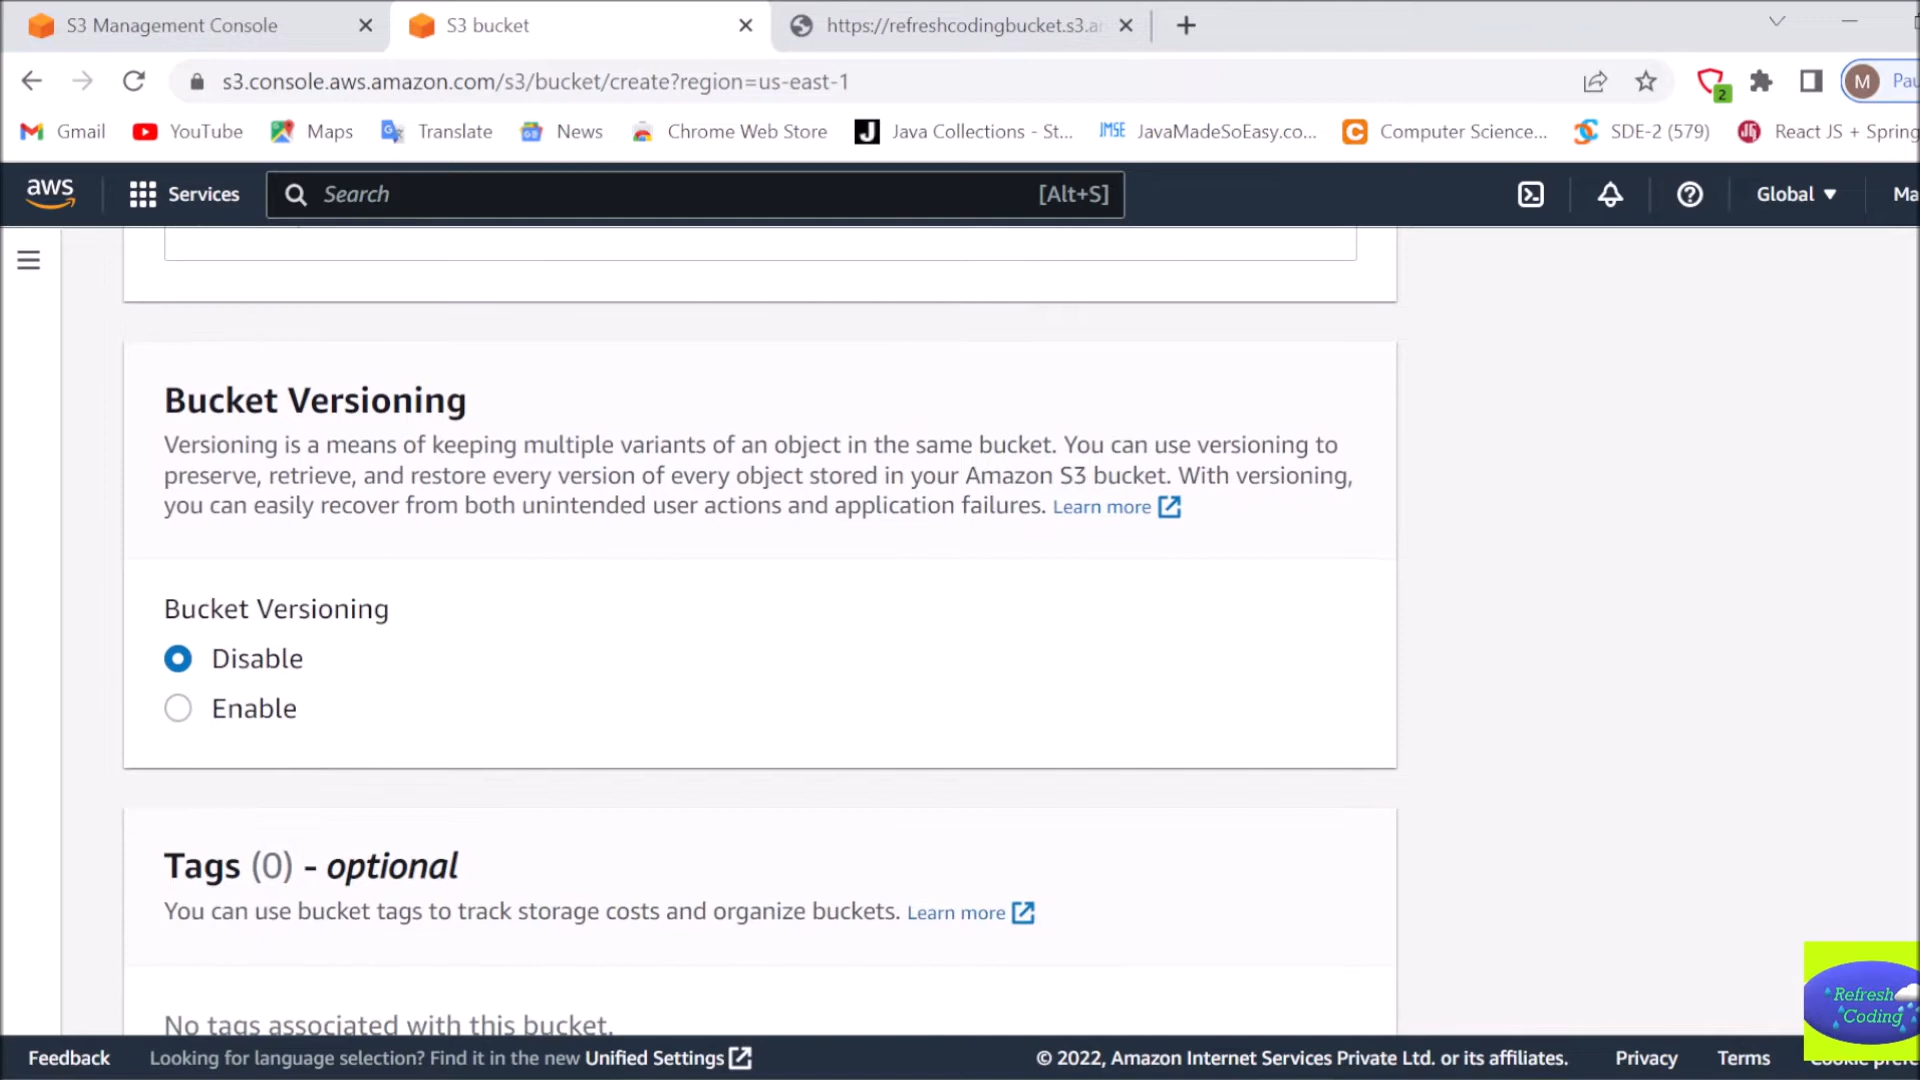 S3 Management Console
S3 bucket
https://refreshcodingbucket.s3.ar
s3.console.aws.amazon.com/s3/bucket/create?region=us-east-1
2
M
Pau
Gmail
YouTube
Maps
Translate
News
Chrome Web Store
J
Java Collections - St...
JMSE
JavaMadeSoEasy.co...
C
Computer Science...
SDE-2 (579)
React JS + Spring
aws
Services
Search
[Alt+S]
Global
Ma
Bucket Versioning
Versioning is a means of keeping multiple variants of an object in the same bucket. You can use versioning to
preserve, retrieve, and restore every version of every object stored in your Amazon S3 bucket. With versioning,
you can easily recover from both unintended user actions and application failures. Learn more
Bucket Versioning
Disable
Enable
Tags (0) - optional
You can use bucket tags to track storage costs and organize buckets. Learn more
No tags associated with this bucket.
Refresh
Coding
Feedback
Looking for language selection? Find it in the new Unified Settings
© 2022, Amazon Internet Services Private Ltd. or its affiliates.
Privacy
Terms